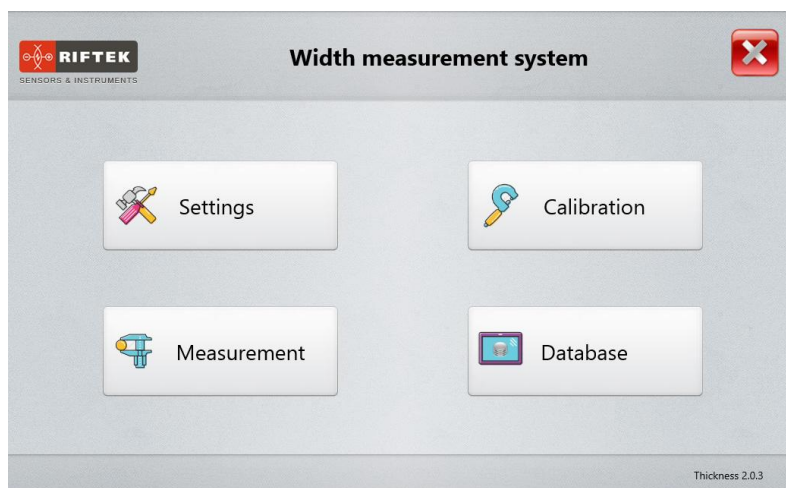 RIFTEK
SENSORS & INSTRUMENTS
Width measurement system
Settings
Calibration
Measurement
Database
Thickness 2.0.3